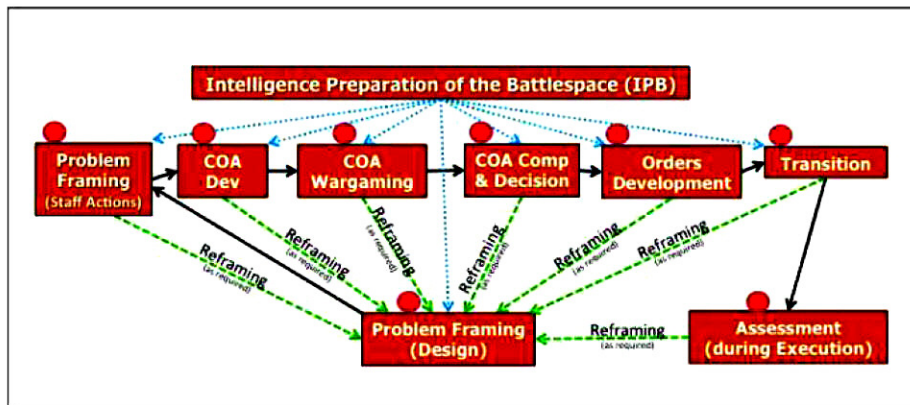 Intelligence Preparation of the Battlespace (IPB)
Problem
Framing
(Staff Actions)
COA
Dev
COA
Wargaming
COA Comp
& Decision
Orders
Development
Transition
Reframing
(as required)
Reframing
(as required)
Reframing
(as required)
Reframing
(as required)
Reframing
(as required)
Reframing
(as required)
Problem Framing
(Design)
Reframing
(as required)
Assessment
(during Execution)